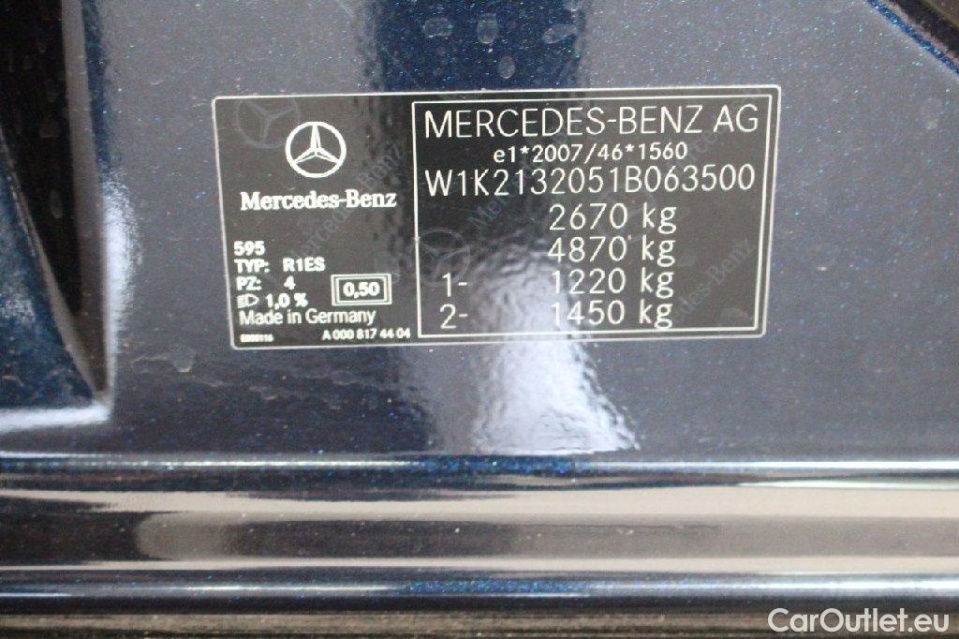 Mercedes-Benz
595
TYP: R1ES
PZ: 4
1,0 % 0,50
Made in Germany
A 000 817 44 04
MERCEDES-BENZ AG
e1*2007/46*1560
W1K2132051B063500
2670 kg
4870 kg
1- 1220 kg
2- 1450 kg
CarOutlet.eu